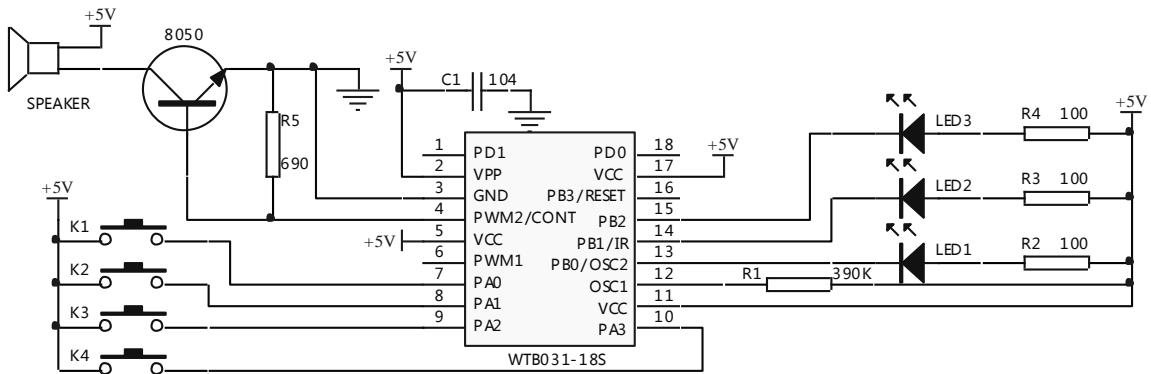 +5V
8050
SPEAKER
R5
690
+5V
C1 104
1 PD1
2 VPP
3 GND
4 PWM2/CONT
+5V 5 VCC
6 PWM1
7 PA0
8 PA1
9 PA2
PD0 18
VCC 17 +5V
PB3/RESET 16
PB2 15
PB1/IR 14
PB0/OSC2 13
OSC1 12
VCC 11
PA3 10
WTB031-18S
+5V
K1
K2
K3
K4
LED3 R4 100
LED2 R3 100
LED1 R2 100
R1 390K
+5V